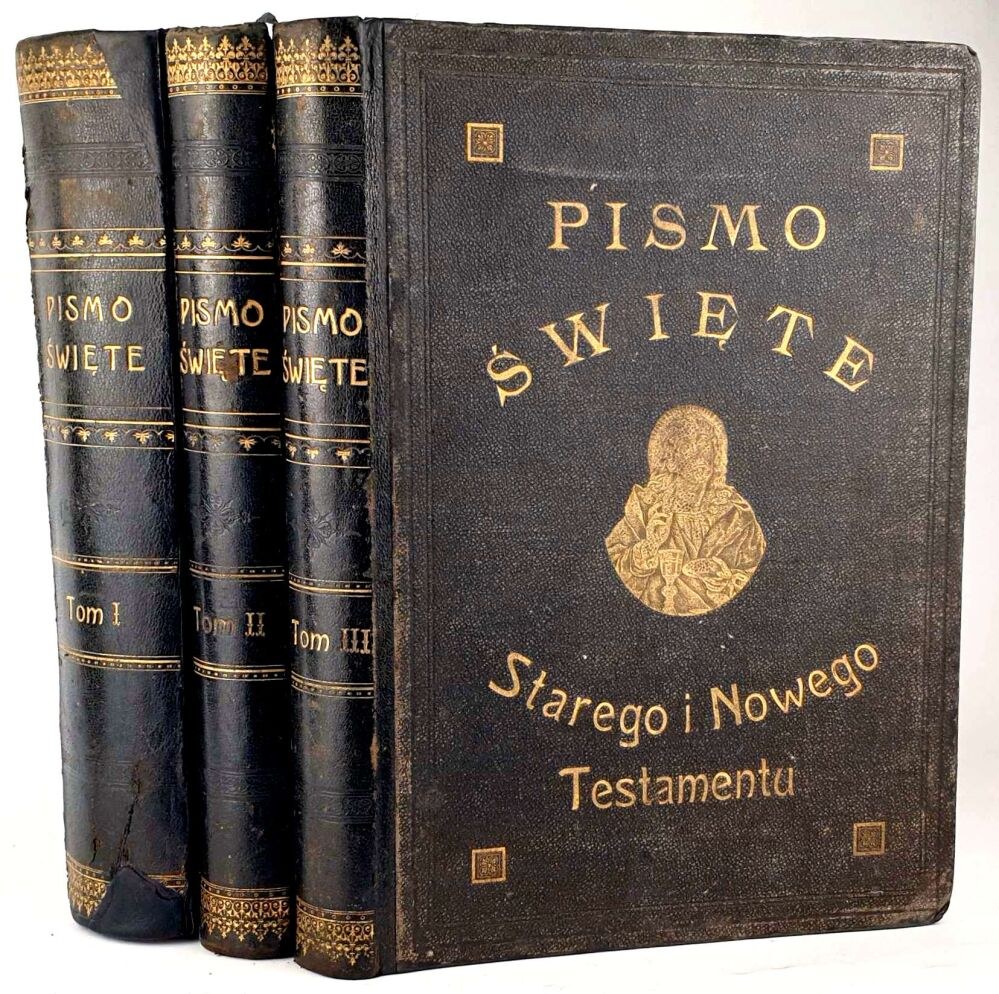 PISMO
ŚWIĘTE
Tom I
PISMO
ŚWIĘTE
Tom II
PISMO
ŚWIĘTE
Tom III
PISMO
ŚWIĘTE
Starego i Nowego
Testamentu